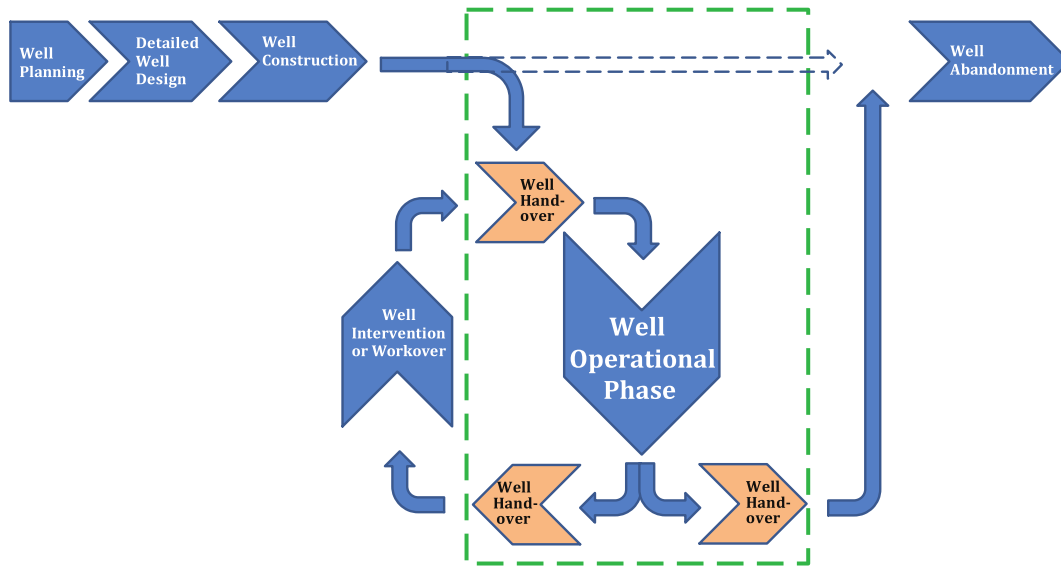 Well
Planning
Detailed
Well
Design
Well
Construction
Well
Abandonment
Well
Hand-
over
Well
Intervention
or Workover
Well
Operational
Phase
Well
Hand-
over
Well
Hand-
over